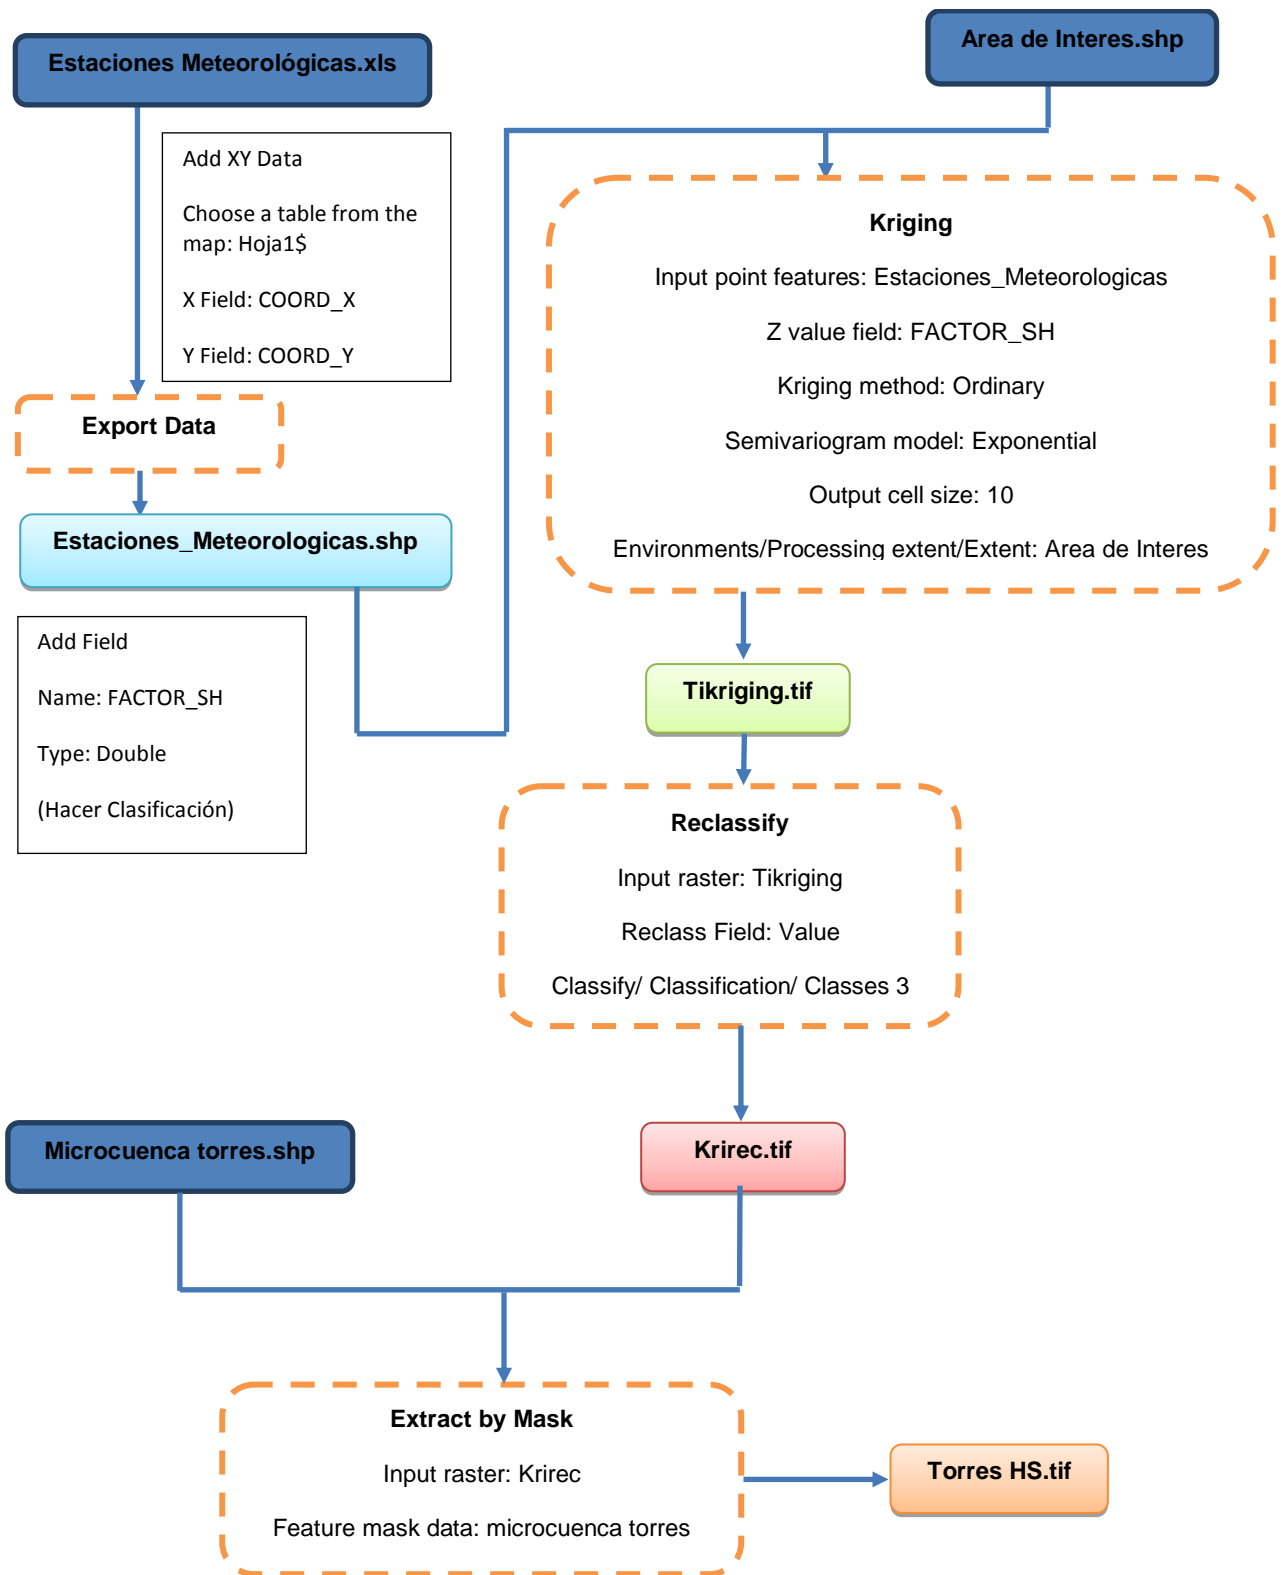 Estaciones Meteorológicas.xls
Area de Interes.shp
Add XY Data
Choose a table from the
map: Hoja1$
X Field: COORD_X
Y Field: COORD_Y
Kriging
Input point features: Estaciones_Meteorologicas
Z value field: FACTOR_SH
Kriging method: Ordinary
Semivariogram model: Exponential
Output cell size: 10
Environments/Processing extent/Extent: Area de Interes
Export Data
Estaciones_Meteorologicas.shp
Add Field
Name: FACTOR_SH
Type: Double
(Hacer Clasificación)
Tikriging.tif
Reclassify
Input raster: Tikriging
Reclass Field: Value
Classify/ Classification/ Classes 3
Microcuenca torres.shp
Krirec.tif
Extract by Mask
Input raster: Krirec
Feature mask data: microcuenca torres
Torres HS.tif